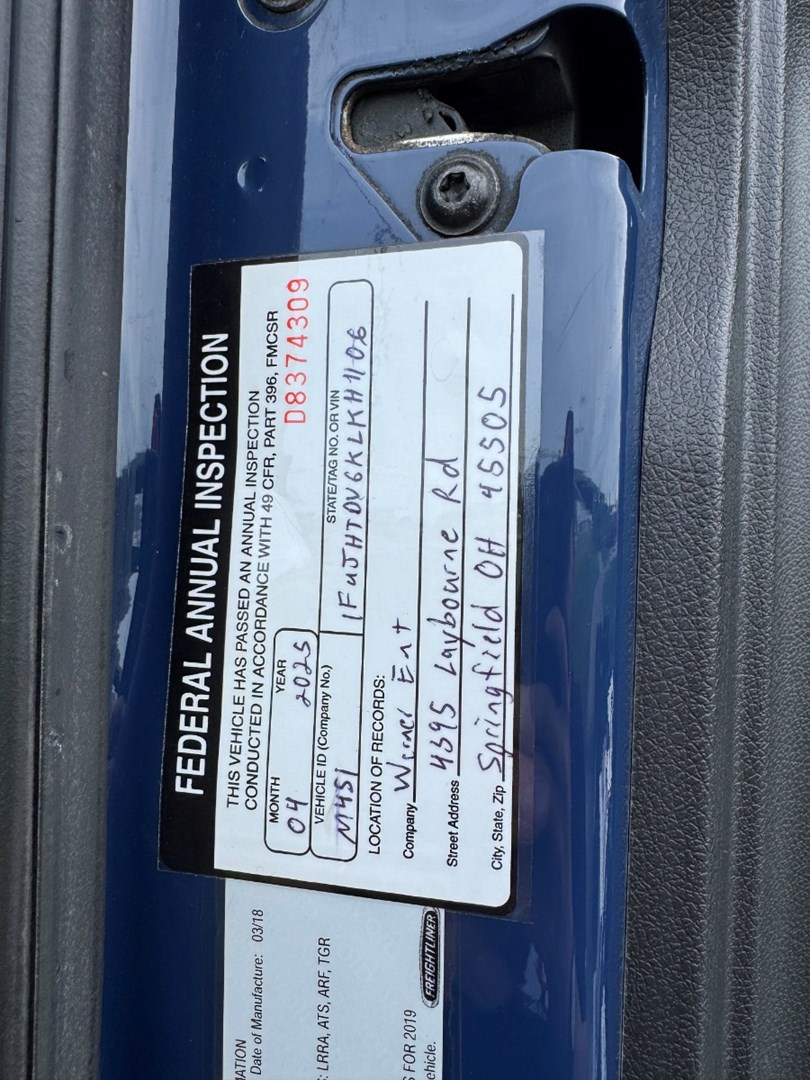 FEDERAL ANNUAL INSPECTION
THIS VEHICLE HAS PASSED AN ANNUAL INSPECTION
CONDUCTED IN ACCORDANCE WITH 49 CFR, PART 396, FMCSR
D8374309
MONTH YEAR
04 2025
VEHICLE ID (Company No.) STATE/TAG NO. OR VIN
M451 1FuJHTDV6KLKH1106
LOCATION OF RECORDS:
Company Werner Ent
Street Address 4395 Laybourne Rd
City, State, Zip Springfield OH 45505
Date of Manufacture: 03/18
: LRRA, ATS, ARF, TGR
FOR 2019
FREIGHTLINER